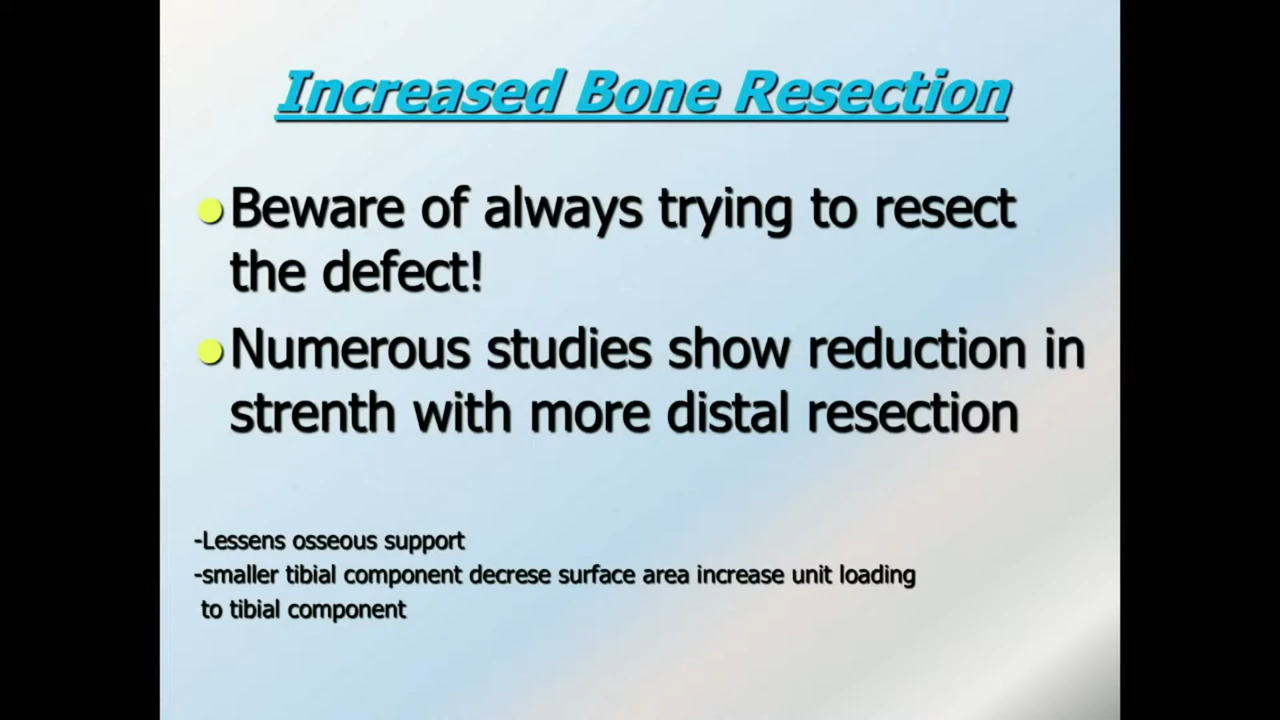 Increased Bone Resection
Beware of always trying to resect
the defect!
Numerous studies show reduction in
strenth with more distal resection
-Lessens osseous support
-smaller tibial component decrese surface area increase unit loading
to tibial component